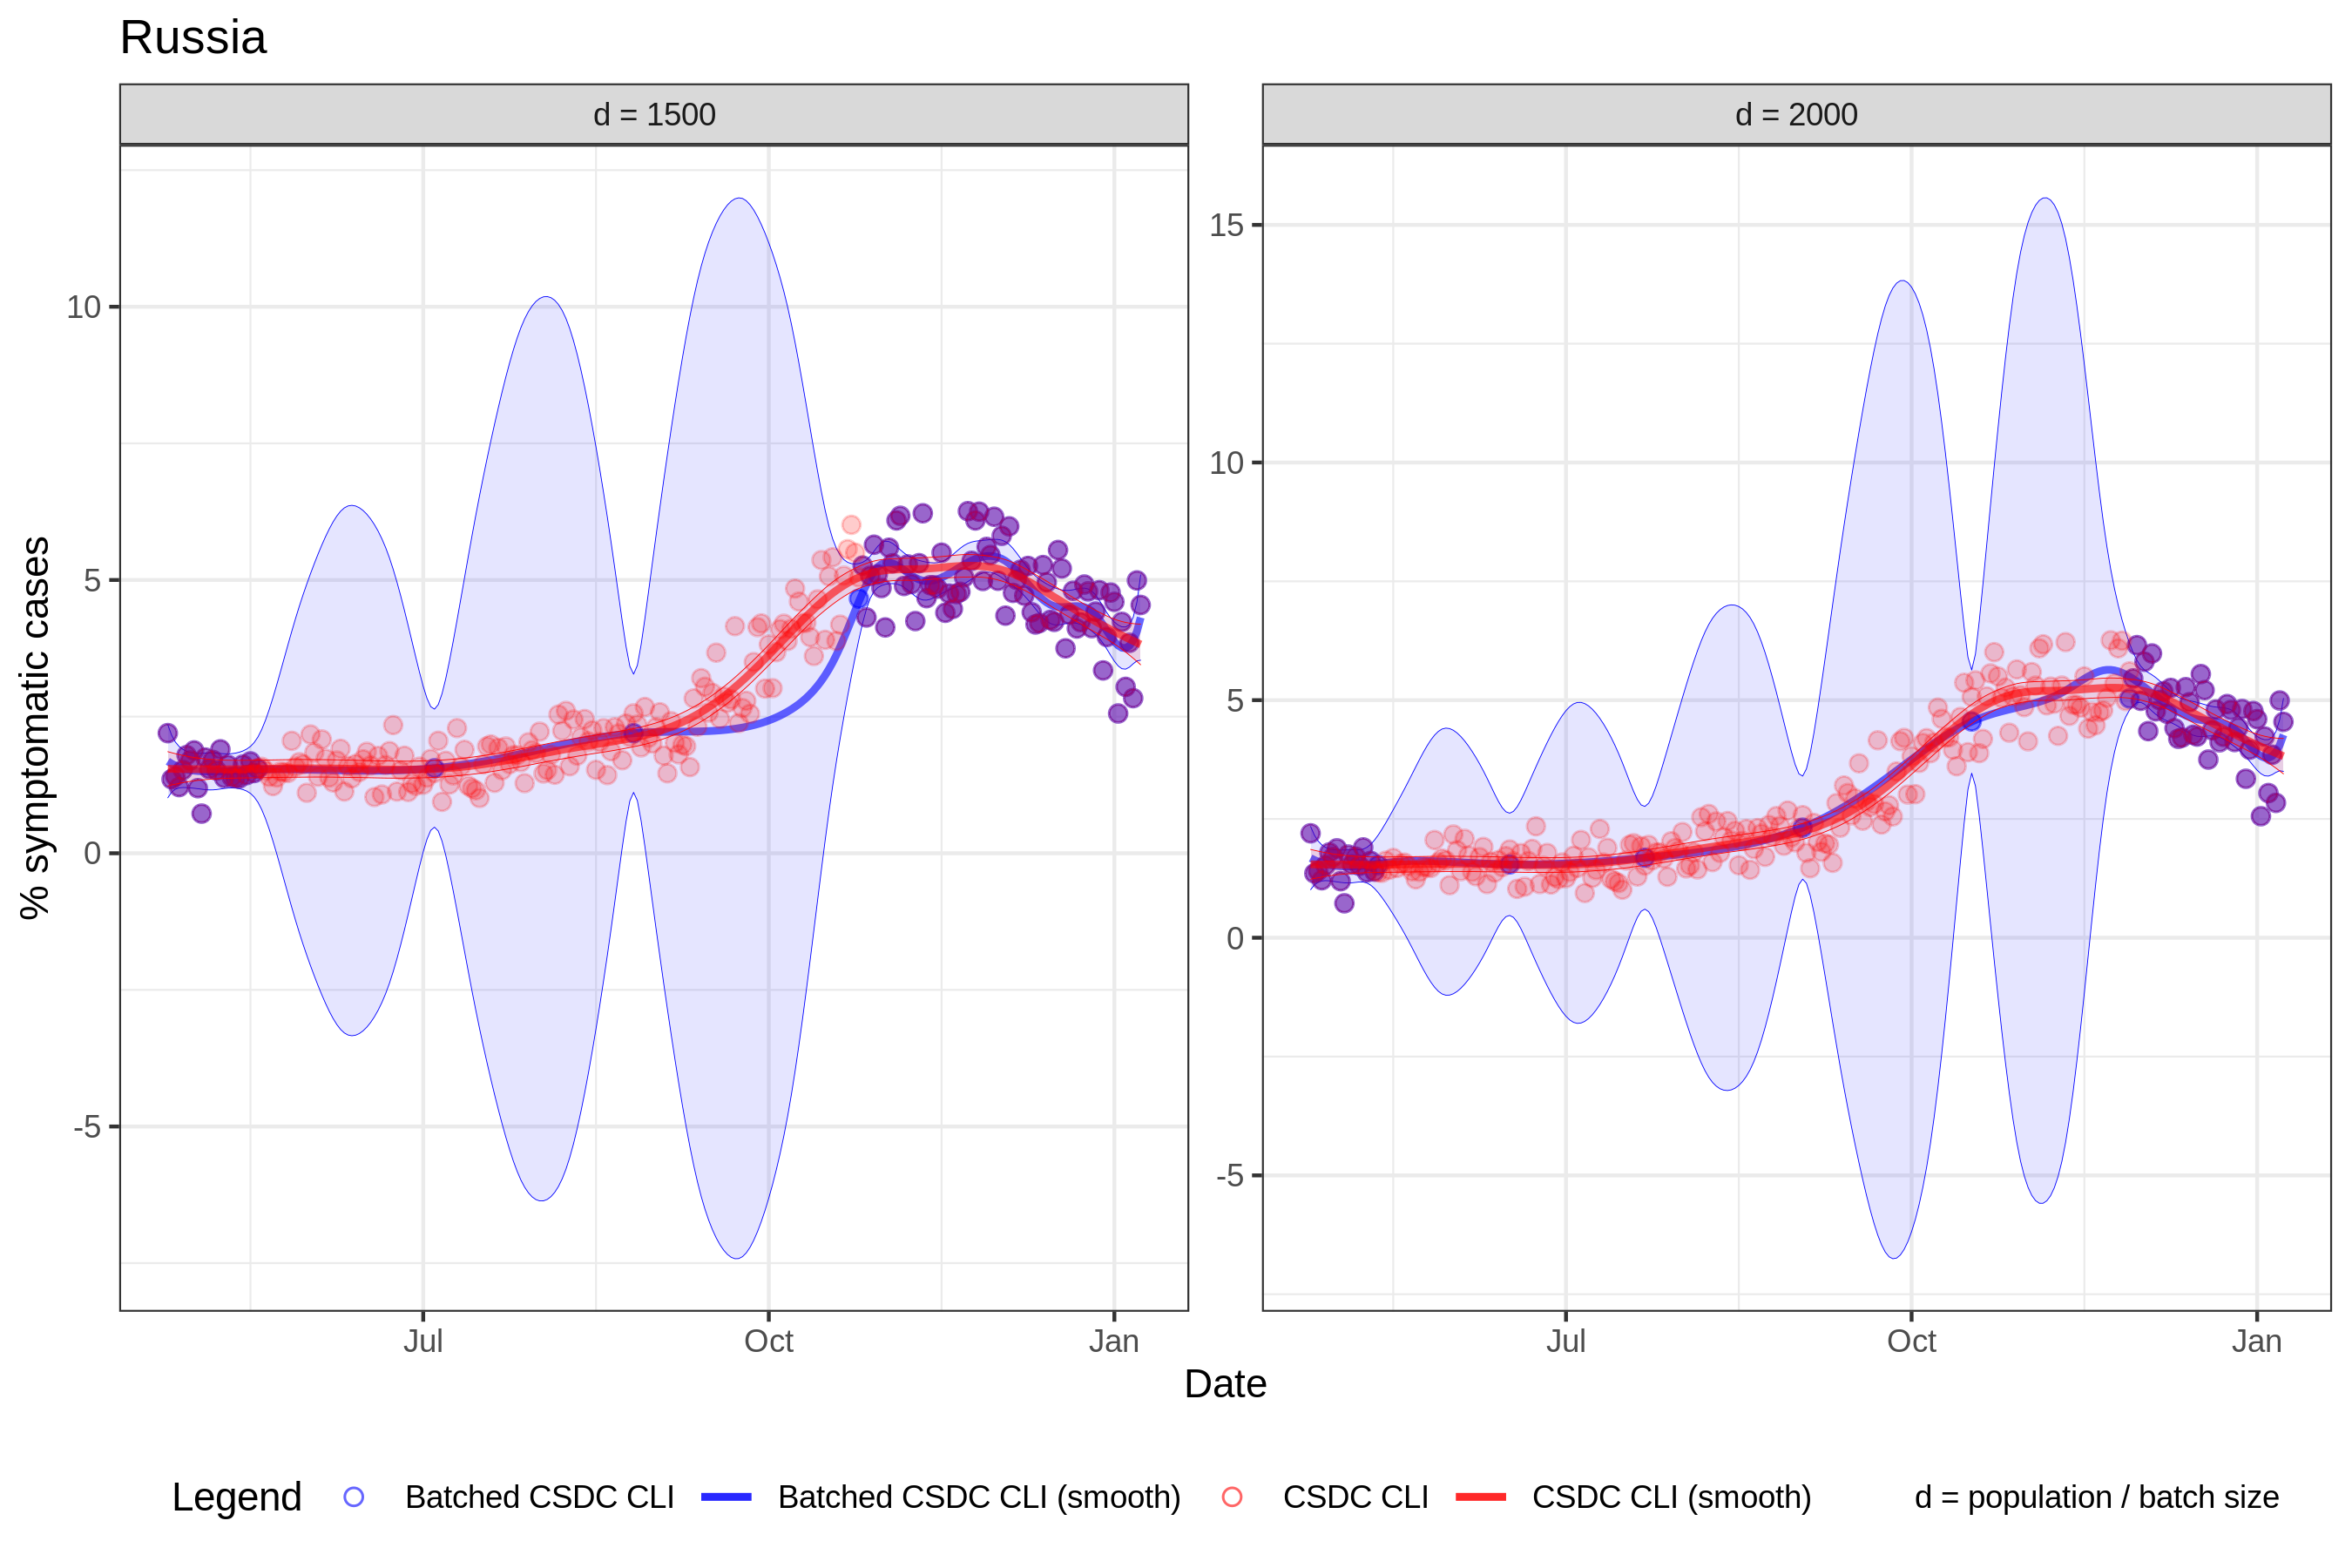 Russia
d = 1500
d = 2000
% symptomatic cases
10
5
0
-5
15
10
5
0
-5
Jul
Oct
Jan
Jul
Oct
Jan
Date
Legend
Batched CSDC CLI
Batched CSDC CLI (smooth)
CSDC CLI
CSDC CLI (smooth)
d = population / batch size